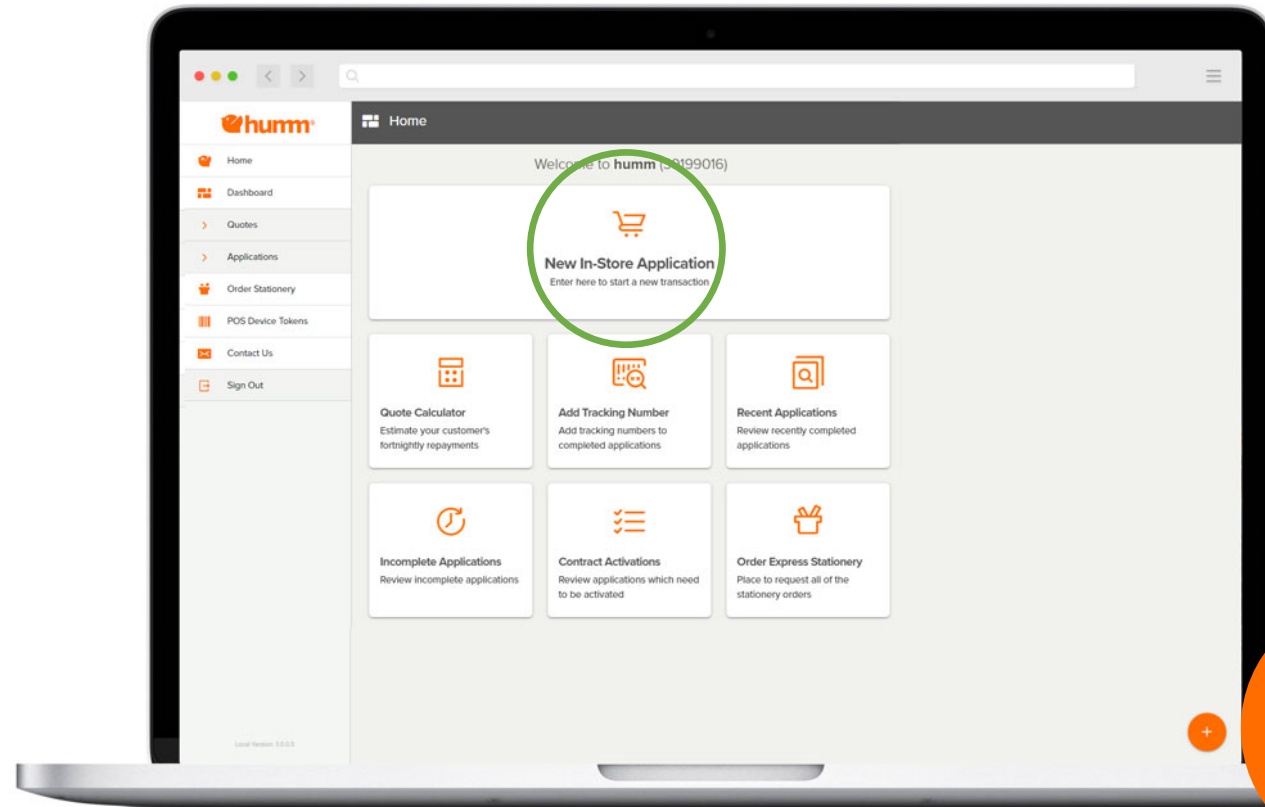 humm
Home
Home
Dashboard
Quotes
Applications
Order Stationery
POS Device Tokens
Contact Us
Sign Out
Welcome to humm (30199016)
New In-Store Application
Enter here to start a new transaction
Quote Calculator
Estimate your customer's
fortnightly repayments
Add Tracking Number
Add tracking numbers to
completed applications
Recent Applications
Review recently completed
applications
Incomplete Applications
Review incomplete applications
Contract Activations
Review applications which need
to be activated
Order Express Stationery
Place to request all of the
stationery orders
Local Version